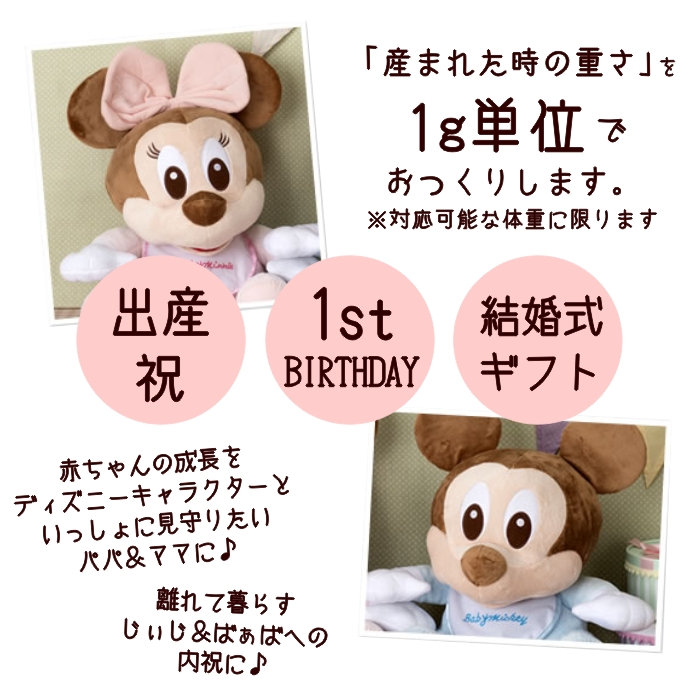 「産まれた時の重さ」を
1g単位で
おつくりします。
※対応可能な体重に限ります
Baby Minnie
出産
祝
1st
BIRTHDAY
結婚式
ギフト
赤ちゃんの成長を
ディズニーキャラクターと
いっしょに見守りたい
パパ&ママに♪
離れて暮らす
じぃじ&ばぁばへの
内祝に♪
Baby Mickey